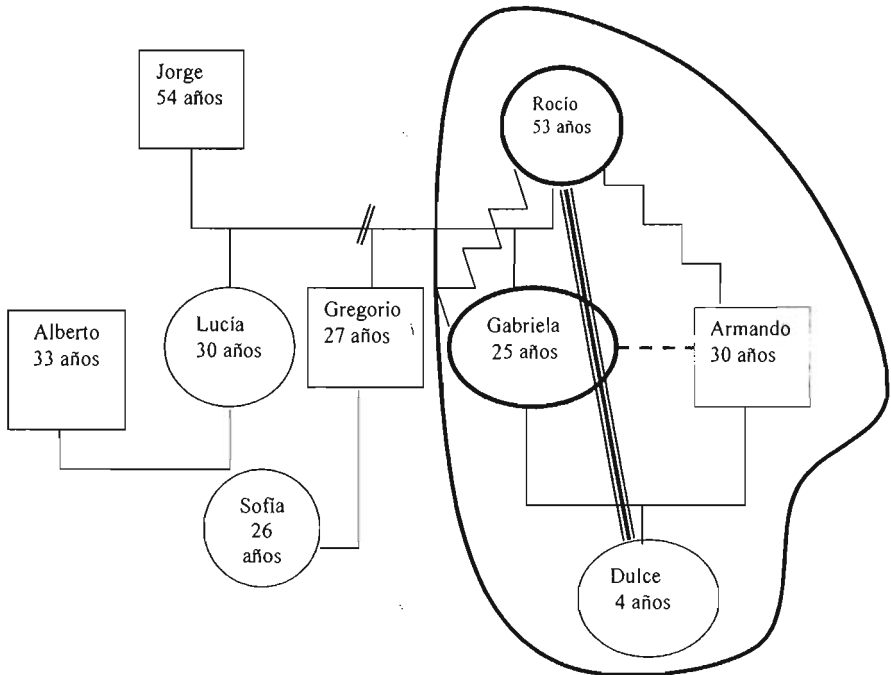 Jorge
54 años
Rocío
53 años
Alberto
33 años
Lucía
30 años
Gregorio
27 años
Gabriela
25 años
Armando
30 años
Sofía
26
años
Dulce
4 años